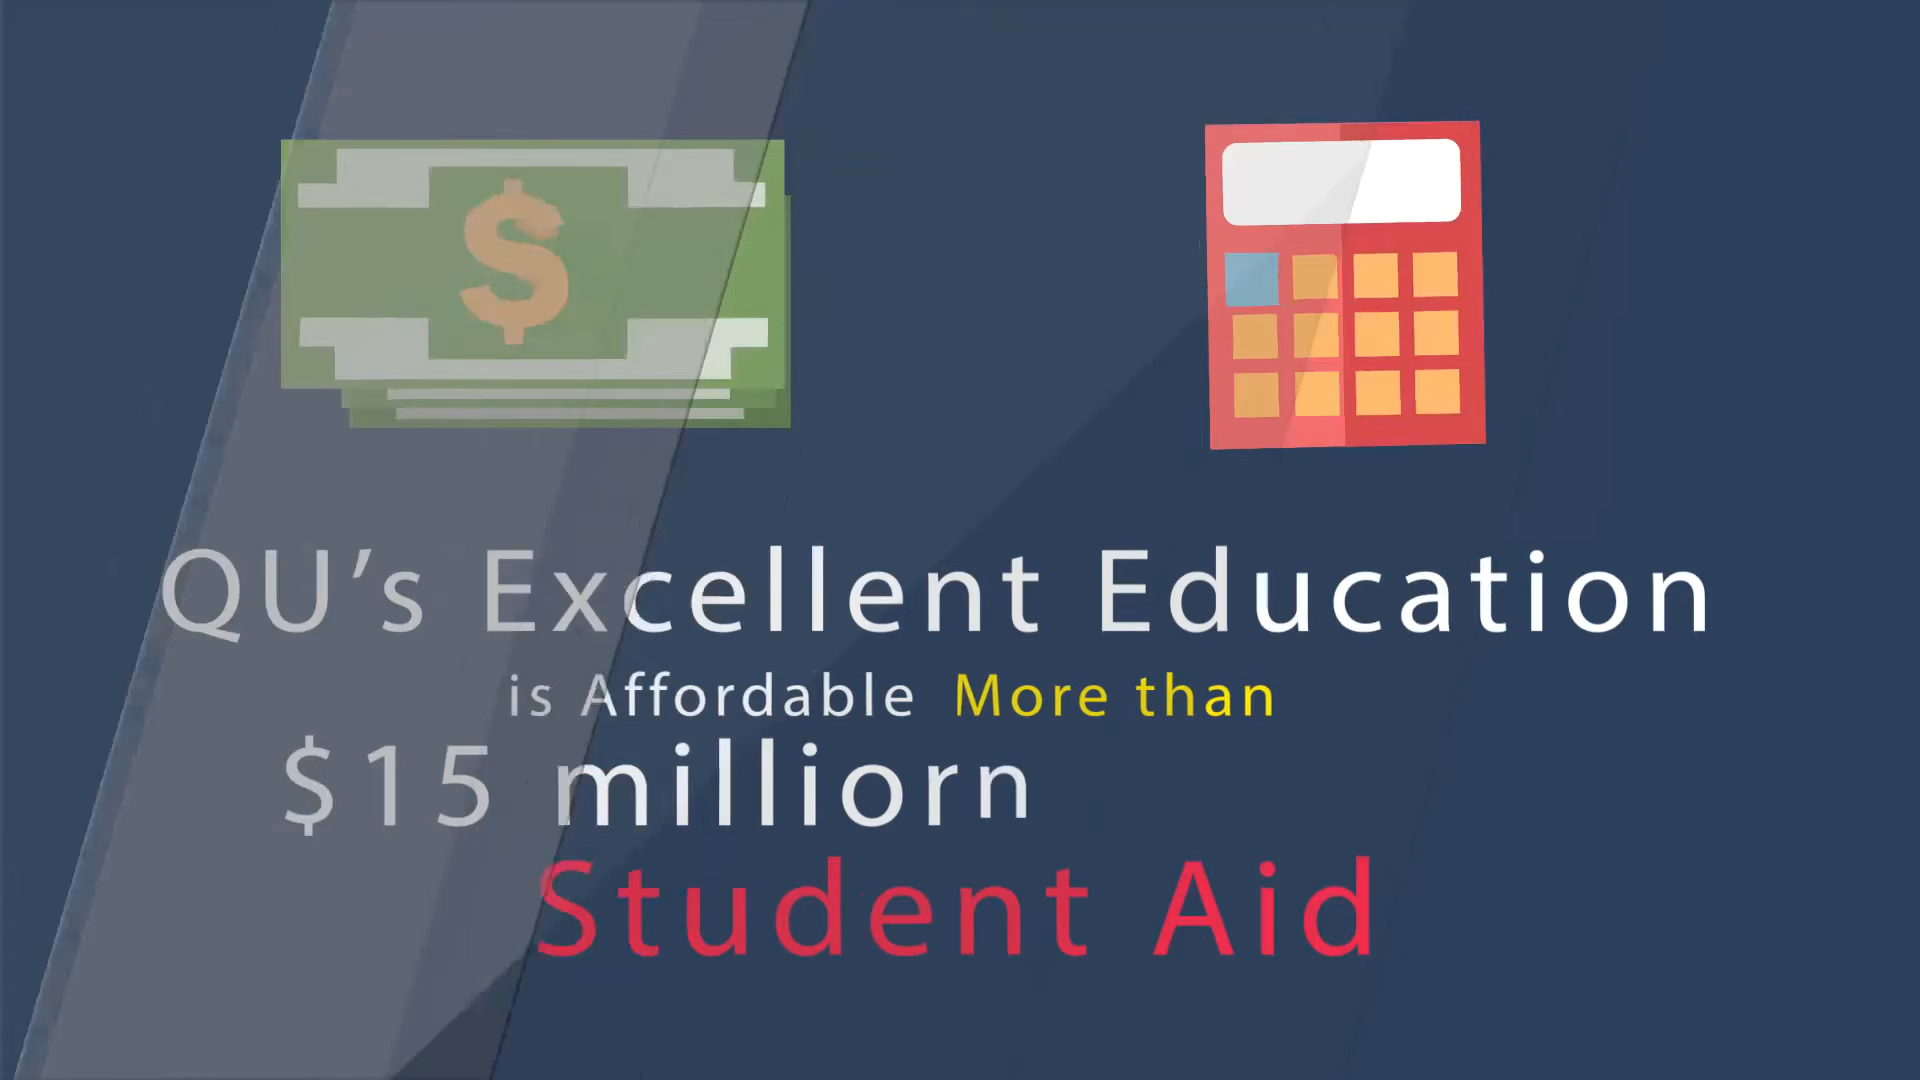 $
QU’s Excellent Education
is Affordable More than
$15 milliorn
Student Aid